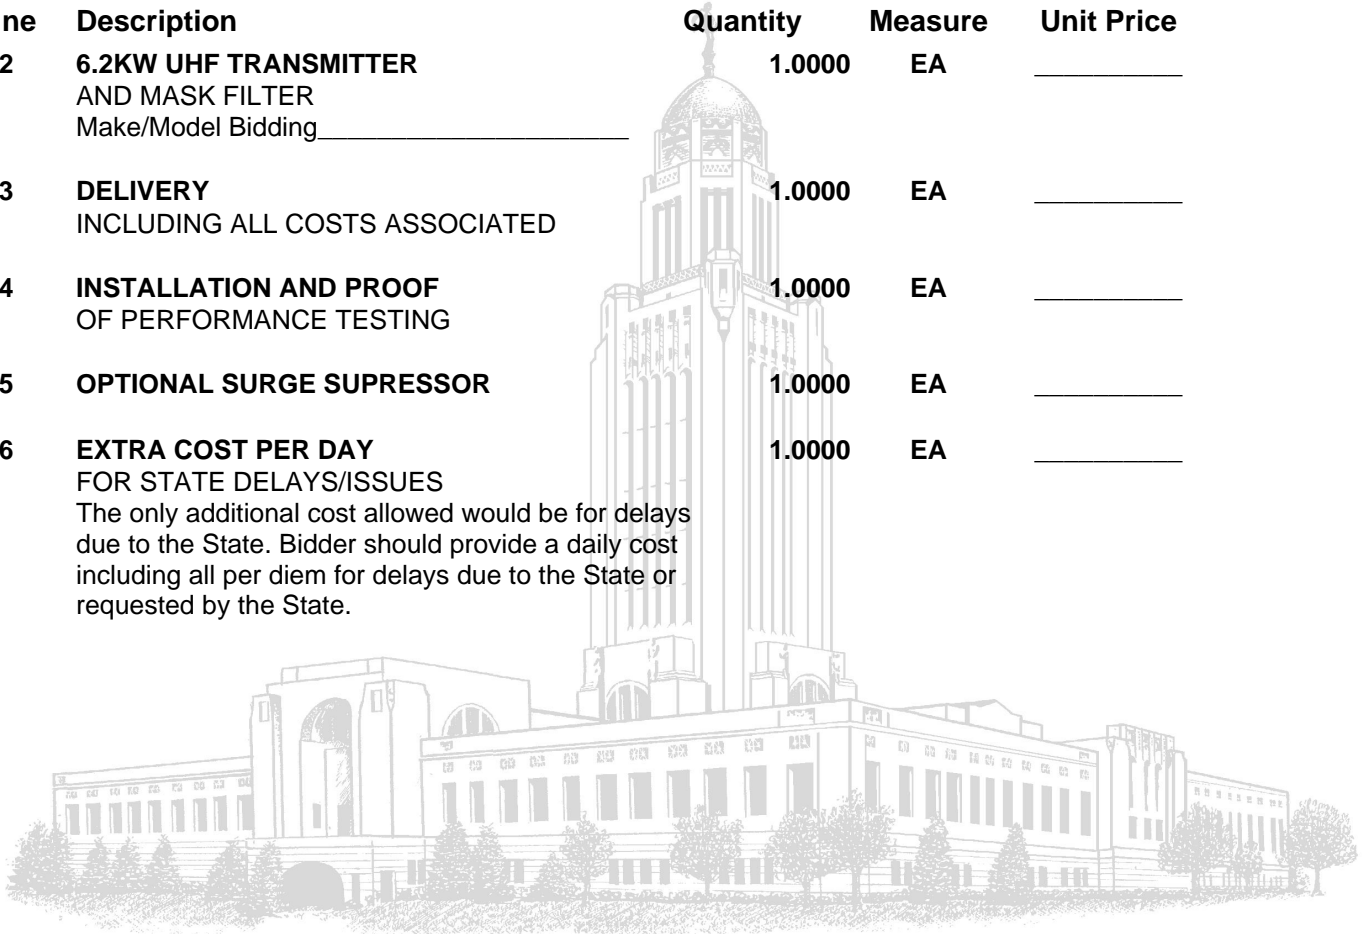 ne Description Quantity Measure Unit Price
2 6.2KW UHF TRANSMITTER 1.0000 EA __________
AND MASK FILTER
Make/Model Bidding_____________________
3 DELIVERY 1.0000 EA __________
INCLUDING ALL COSTS ASSOCIATED
4 INSTALLATION AND PROOF 1.0000 EA __________
OF PERFORMANCE TESTING
5 OPTIONAL SURGE SUPRESSOR 1.0000 EA __________
6 EXTRA COST PER DAY 1.0000 EA __________
FOR STATE DELAYS/ISSUES
The only additional cost allowed would be for delays
due to the State. Bidder should provide a daily cost
including all per diem for delays due to the State or
requested by the State.